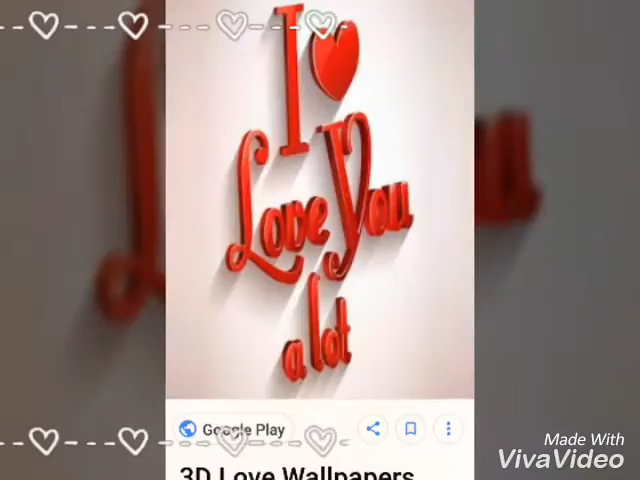 I
Love You
a lot
Google Play
3D Love Wallpapers
Made With
VivaVideo